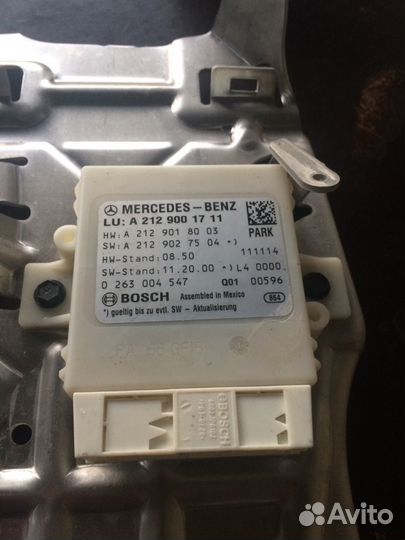 MERCEDES-BENZ
LU: A 212 900 17 11
HW: A 212 901 80 03
PARK
SW: A 212 902 75 04 *)
HW-Stand: 08.50
111114
SW-Stand: 11.20.00 *) L4 0000
0 263 004 547 Q01 00596
BOSCH Assembled in Mexico 864
*) gueltig bis zu evtl. SW - Aktualisierung
BOSCH
Avito